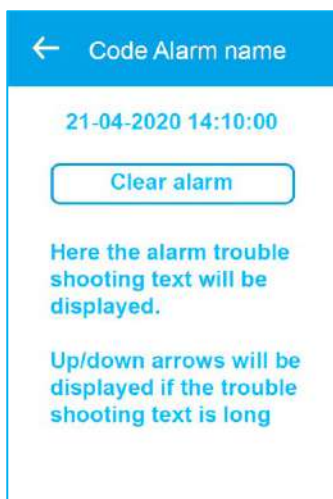 Code Alarm name
21-04-2020 14:10:00
Clear alarm
Here the alarm trouble
shooting text will be
displayed.
Up/down arrows will be
displayed if the trouble
shooting text is long